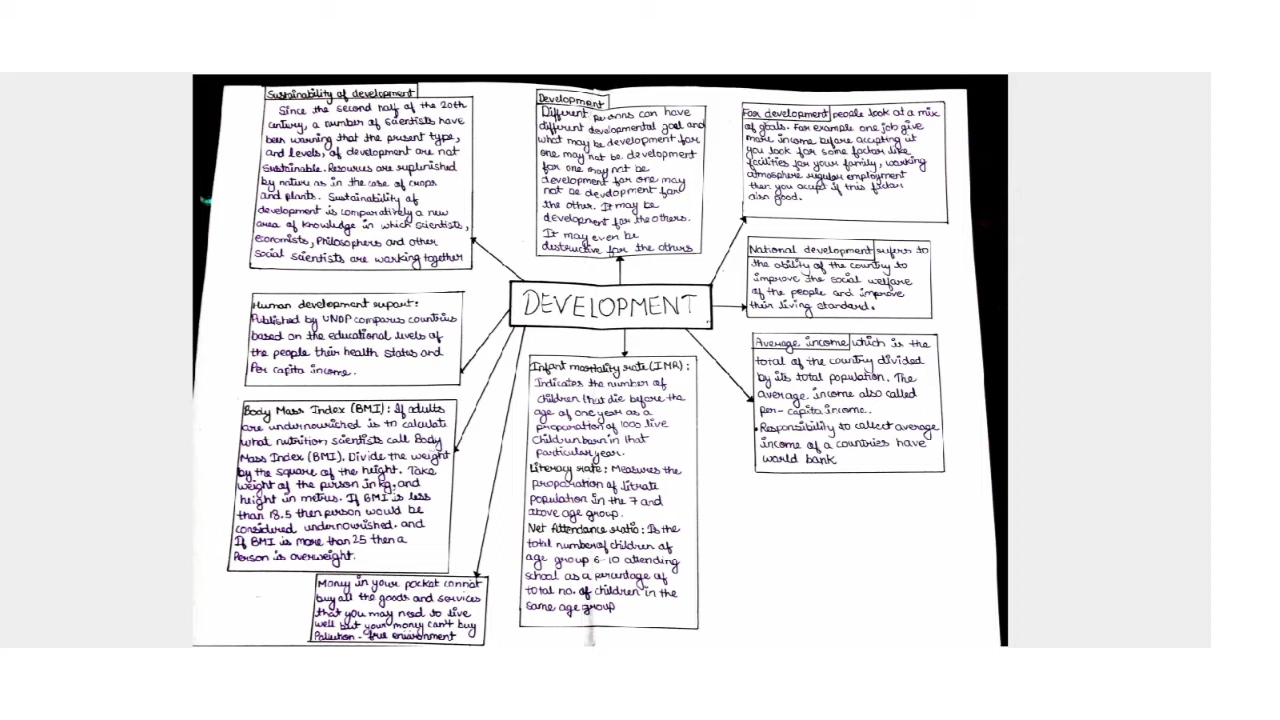 Sustainability of development
Since the second half of the 20th
century, a number of scientists have
been warning that the present type,
and levels, of development are not
sustainable. Resources are replenished
by nature as in the case of crops
and plants. Sustainability of
development is comparatively a new
area of knowledge in which scientists,
economists, Philosophers and other
social scientists are working together
Development
Different persons can have
different developmental goal and
what may be development for
one may not be. development
for one may not be
development for one may
not be development for
the other. It may be
development for the others.
It may even be
destructive for the others
For development people look at a mix
of goals. For example one job give
more income before accepting it
you look for some factor like
facilities for your family, working
atmosphere regular employment
then you accept if this factor
also good.
National development refers to
the ability of the country to
improve the social welfare
of the people and improve
their living standard.
DEVELOPMENT
Human development report:
Published by UNDP compares countries
based on the educational levels of
the people their health status and
Per capita income.
Average income which is the
total of the country divided
by its total population. The
average income also called
per-capita income.
Responsibility to collect average
income of a countries have
world bank
Body Mass Index (BMI): If adults
are undernourished is to calculate
what nutrition scientists call Body
Mass Index (BMI). Divide the weight
by the square of the height. Take
weight of the person in kg, and
height in metres. If BMI is less
than 18.5 then person would be
considered undernourished. and
If BMI is more than 25 then a
Person is overweight.
Infant mortality rate (IMR):
Indicates the number of
children that die before the
age of one year as a
proporation of 1000 live
children born in that
particular year.
Literacy rate: Measures the
proporation of litrate
population in the 7 and
above age group.
Net Attendance ratio: Is the
total number of children of
age group 6-10 attending
school as a percantage of
total no. of children in the
same age group
Money in your pocket connot
buy all the goods and services
that you may need to live
well but your money can't buy
Pollution-free enviornment